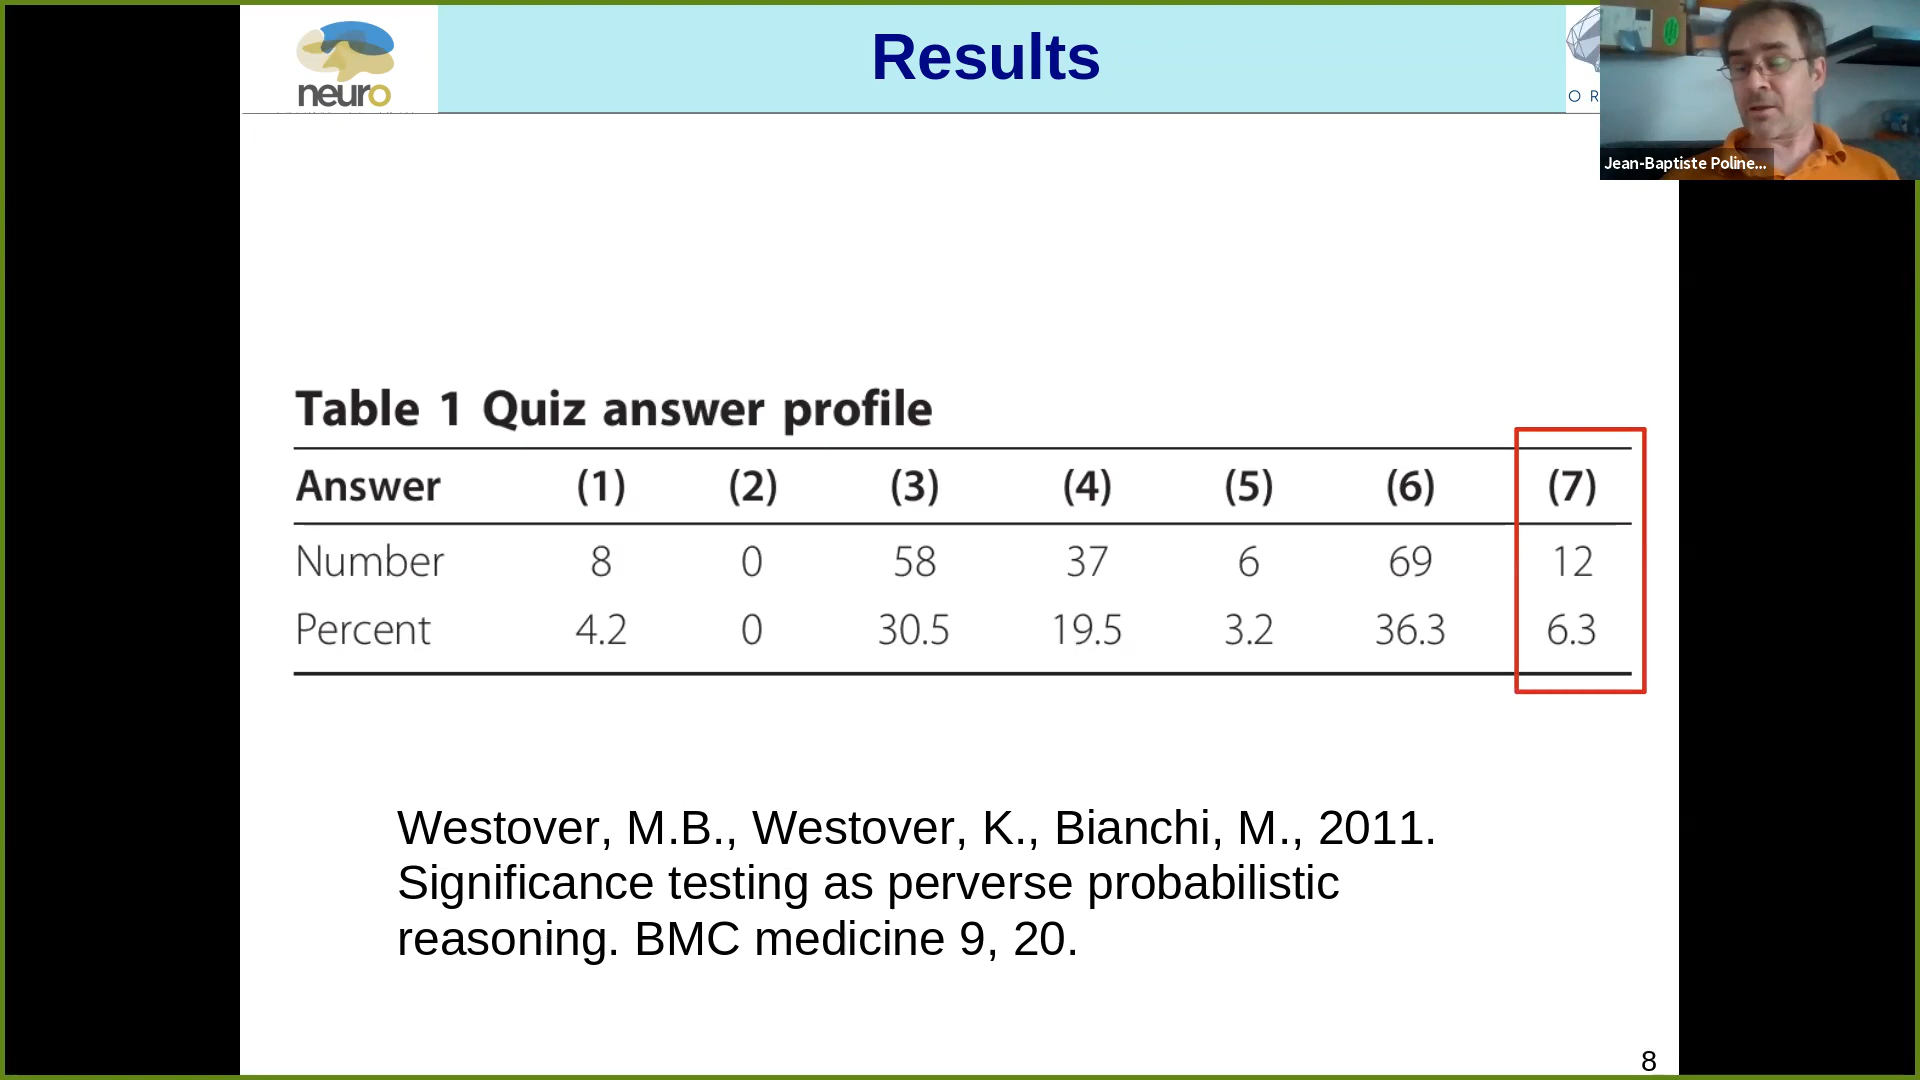 neuro
Results
O R
Jean-Baptiste Poline...
Table 1 Quiz answer profile
Answer (1) (2) (3) (4) (5) (6) (7)
Number 8 0 58 37 6 69 12
Percent 4.2 0 30.5 19.5 3.2 36.3 6.3
Westover, M.B., Westover, K., Bianchi, M., 2011.
Significance testing as perverse probabilistic
reasoning. BMC medicine 9, 20.
8